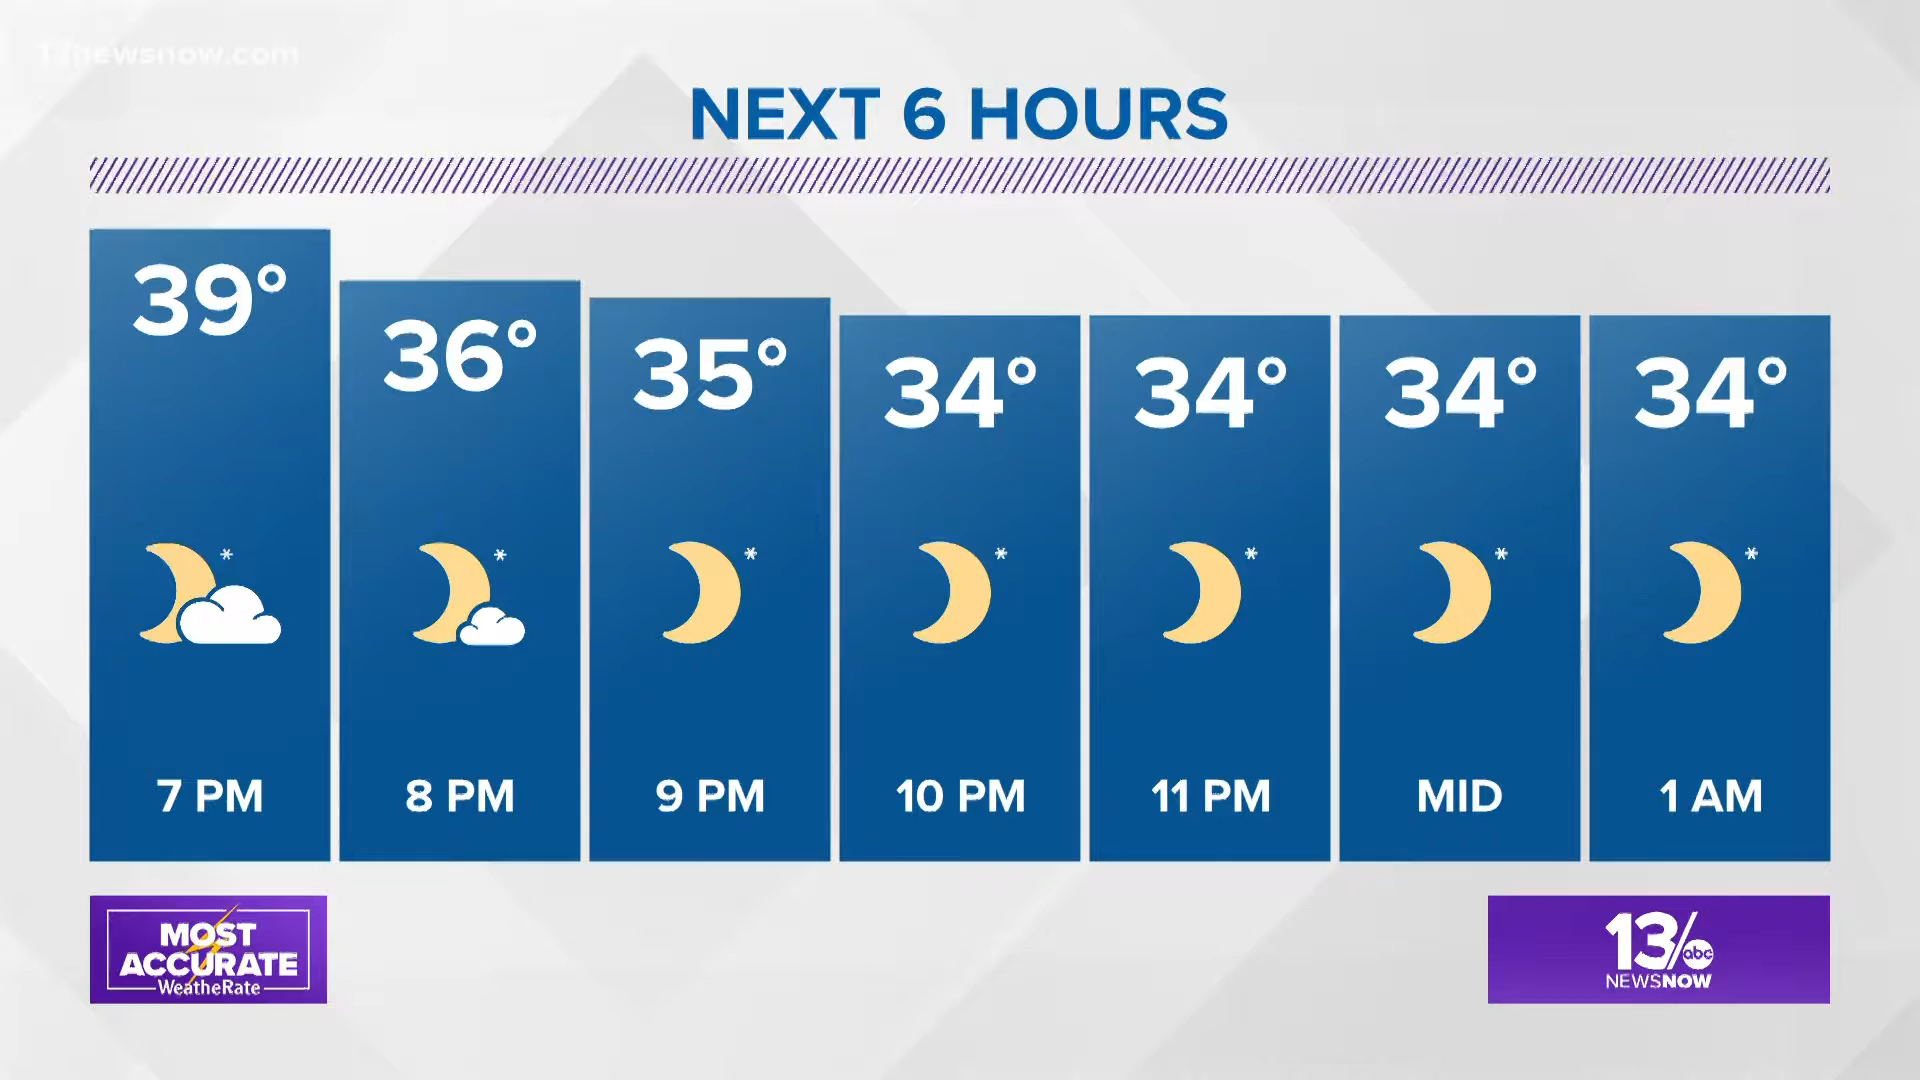 13newsnow.com
NEXT 6 HOURS
39° 36° 35° 34° 34° 34° 34°
7 PM 8 PM 9 PM 10 PM 11 PM MID 1 AM
MOST
ACCURATE
WeatheRate
13/abc
NEWSNOW